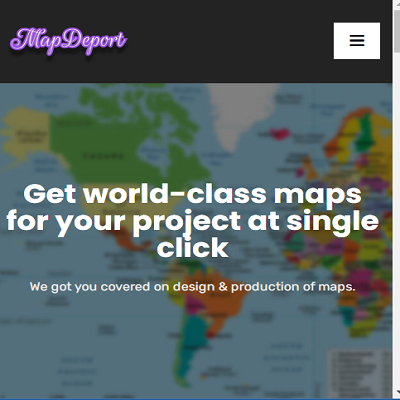 MapDeport
Get world-class maps
for your project at single
click
We got you covered on design & production of maps.